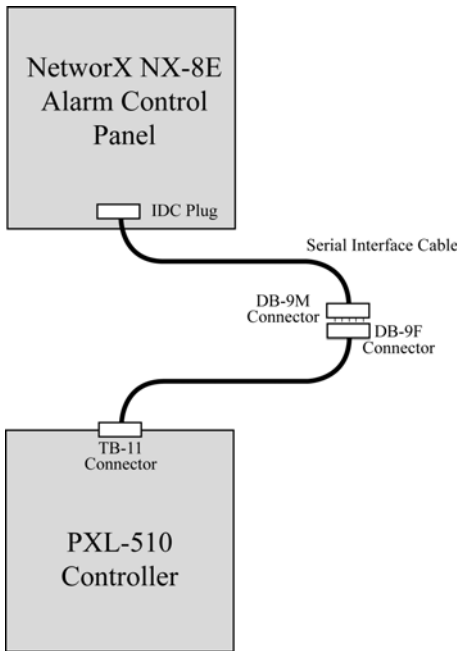 NetworX NX-8E
Alarm Control
Panel
IDC Plug
Serial Interface Cable
DB-9M
Connector
DB-9F
Connector
TB-11
Connector
PXL-510
Controller